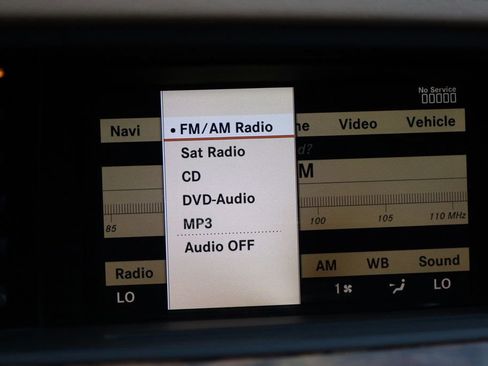 No Service
Navi
Video
Vehicle
• FM/AM Radio
Sat Radio
CD
DVD-Audio
MP3
Audio OFF
85
100
105
110 MHz
Radio
AM
WB
Sound
LO
1
LO